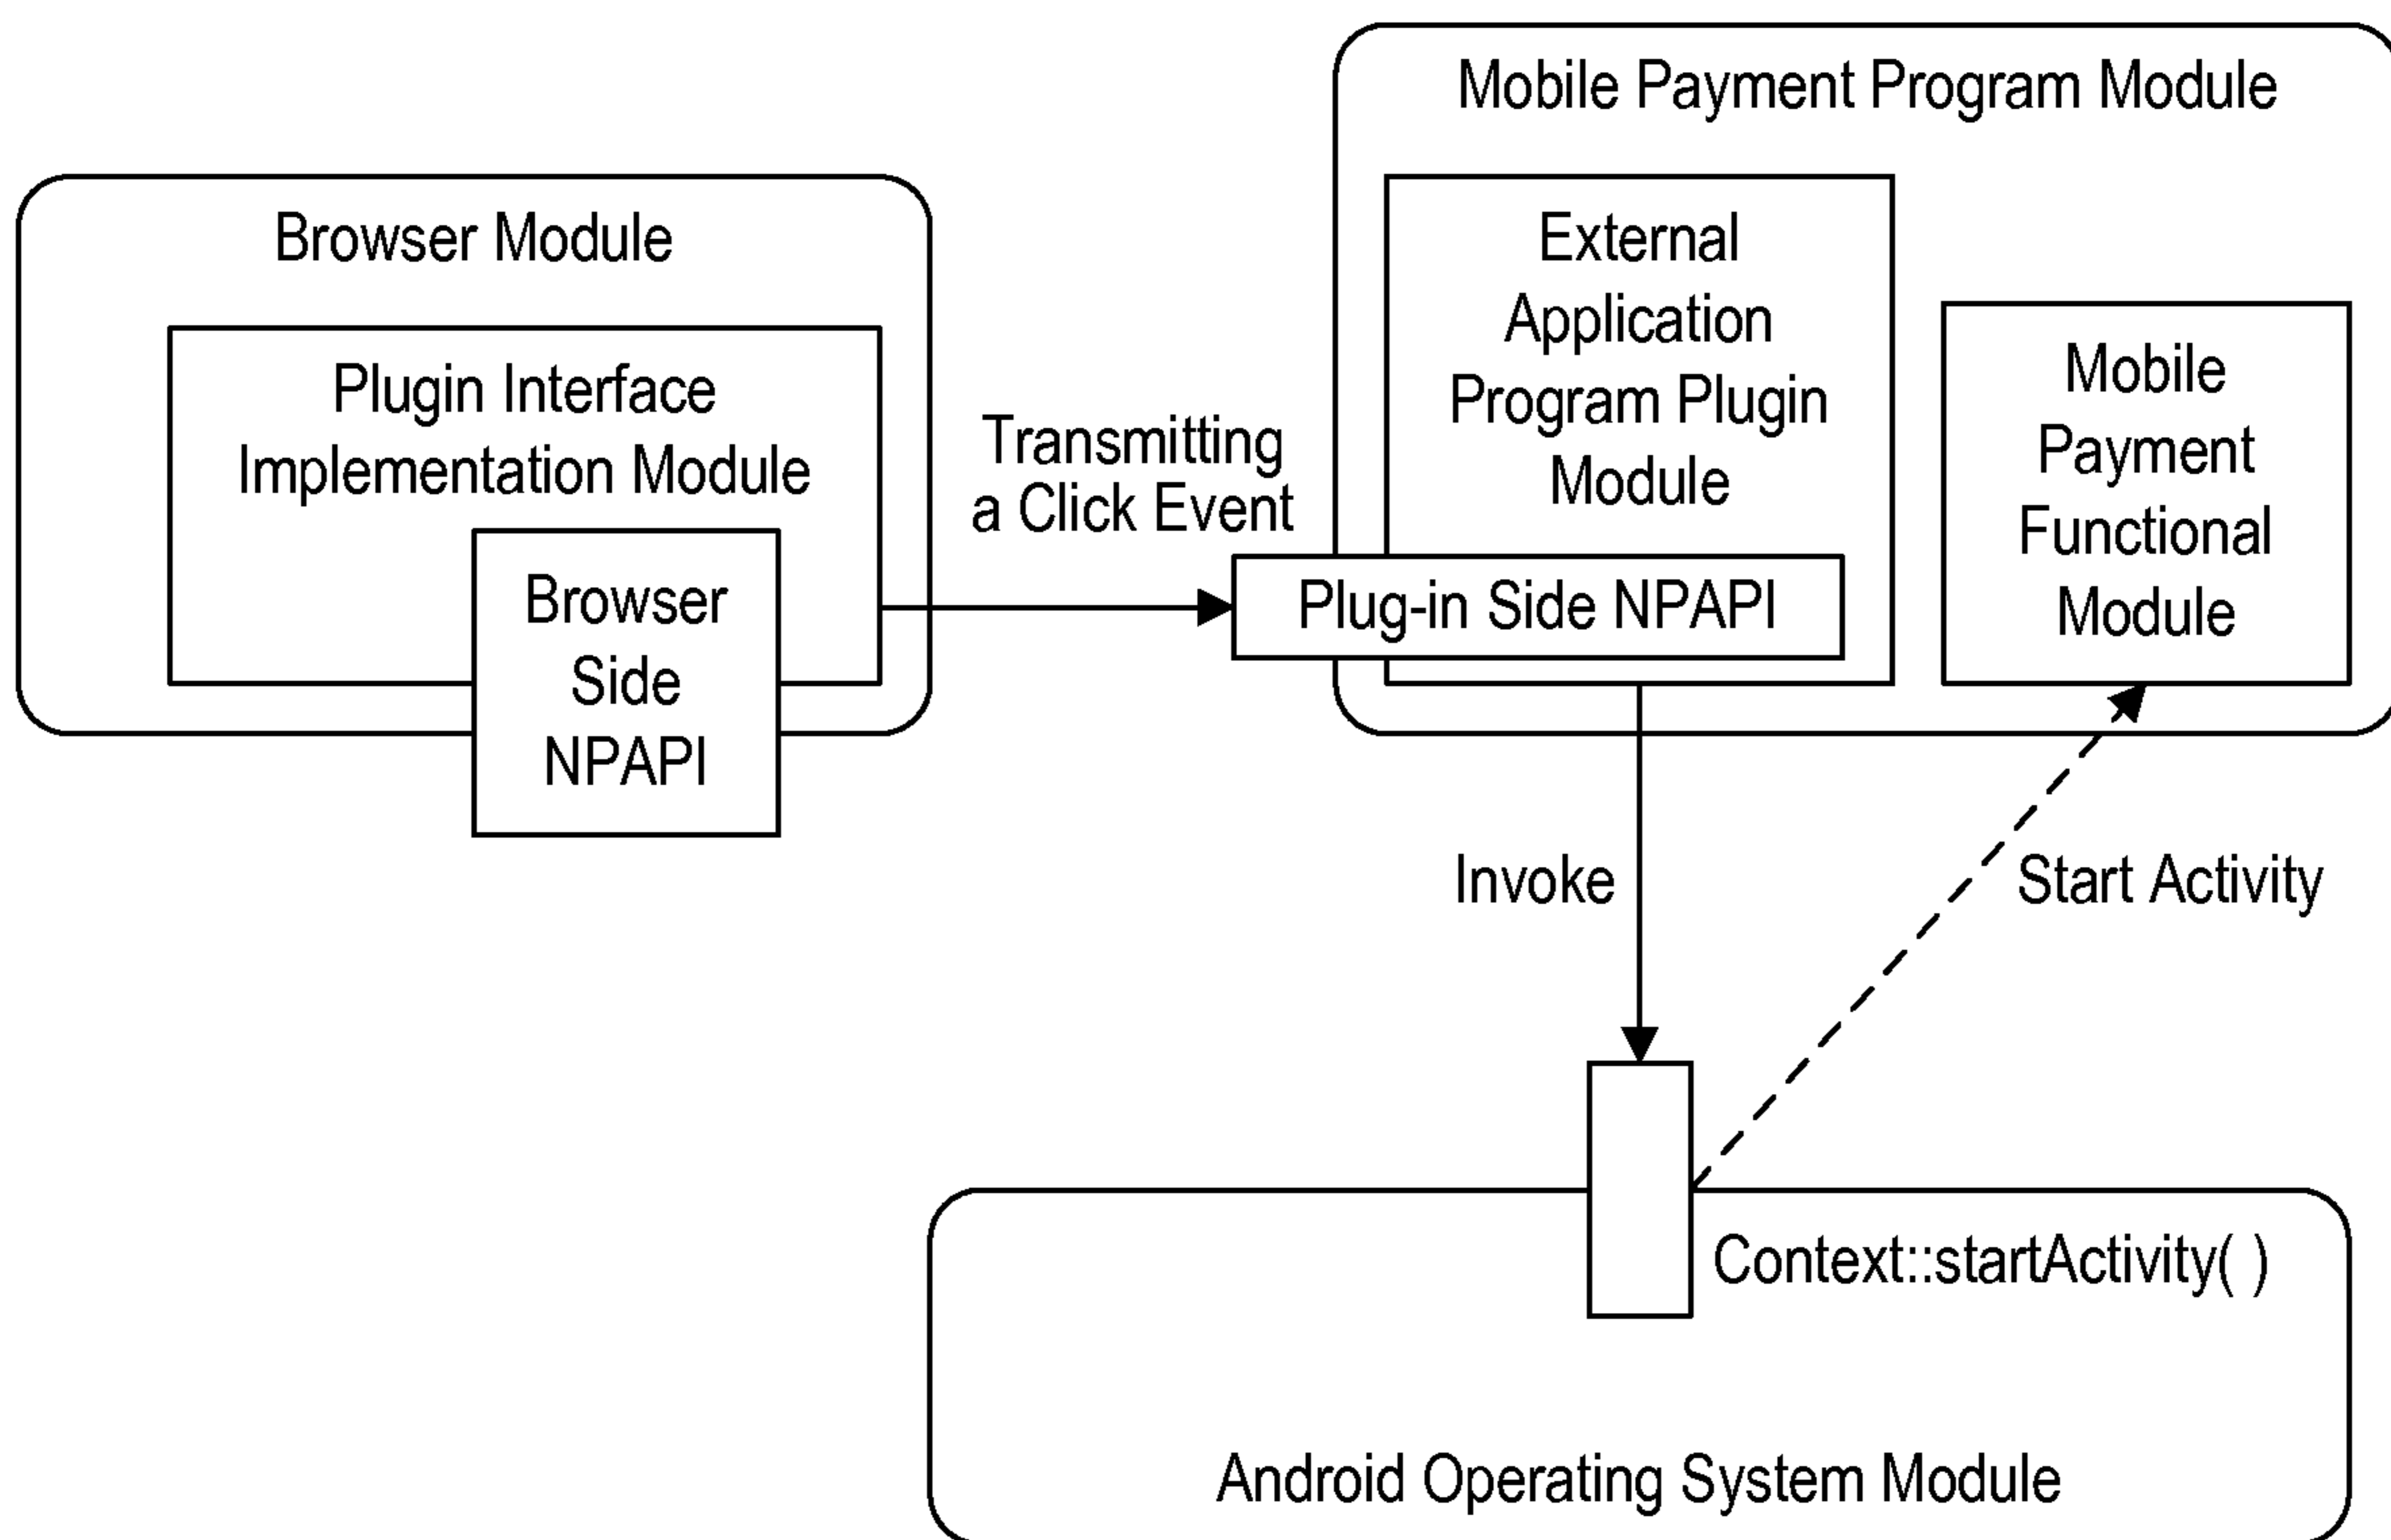 Mobile Payment Program Module
Browser Module
Plugin Interface
Implementation Module
Browser
Side
NPAPI
Transmitting
a Click Event
External
Application
Program Plugin
Module
Plug-in Side NPAPI
Mobile
Payment
Functional
Module
Invoke
Start Activity
Context::startActivity( )
Android Operating System Module